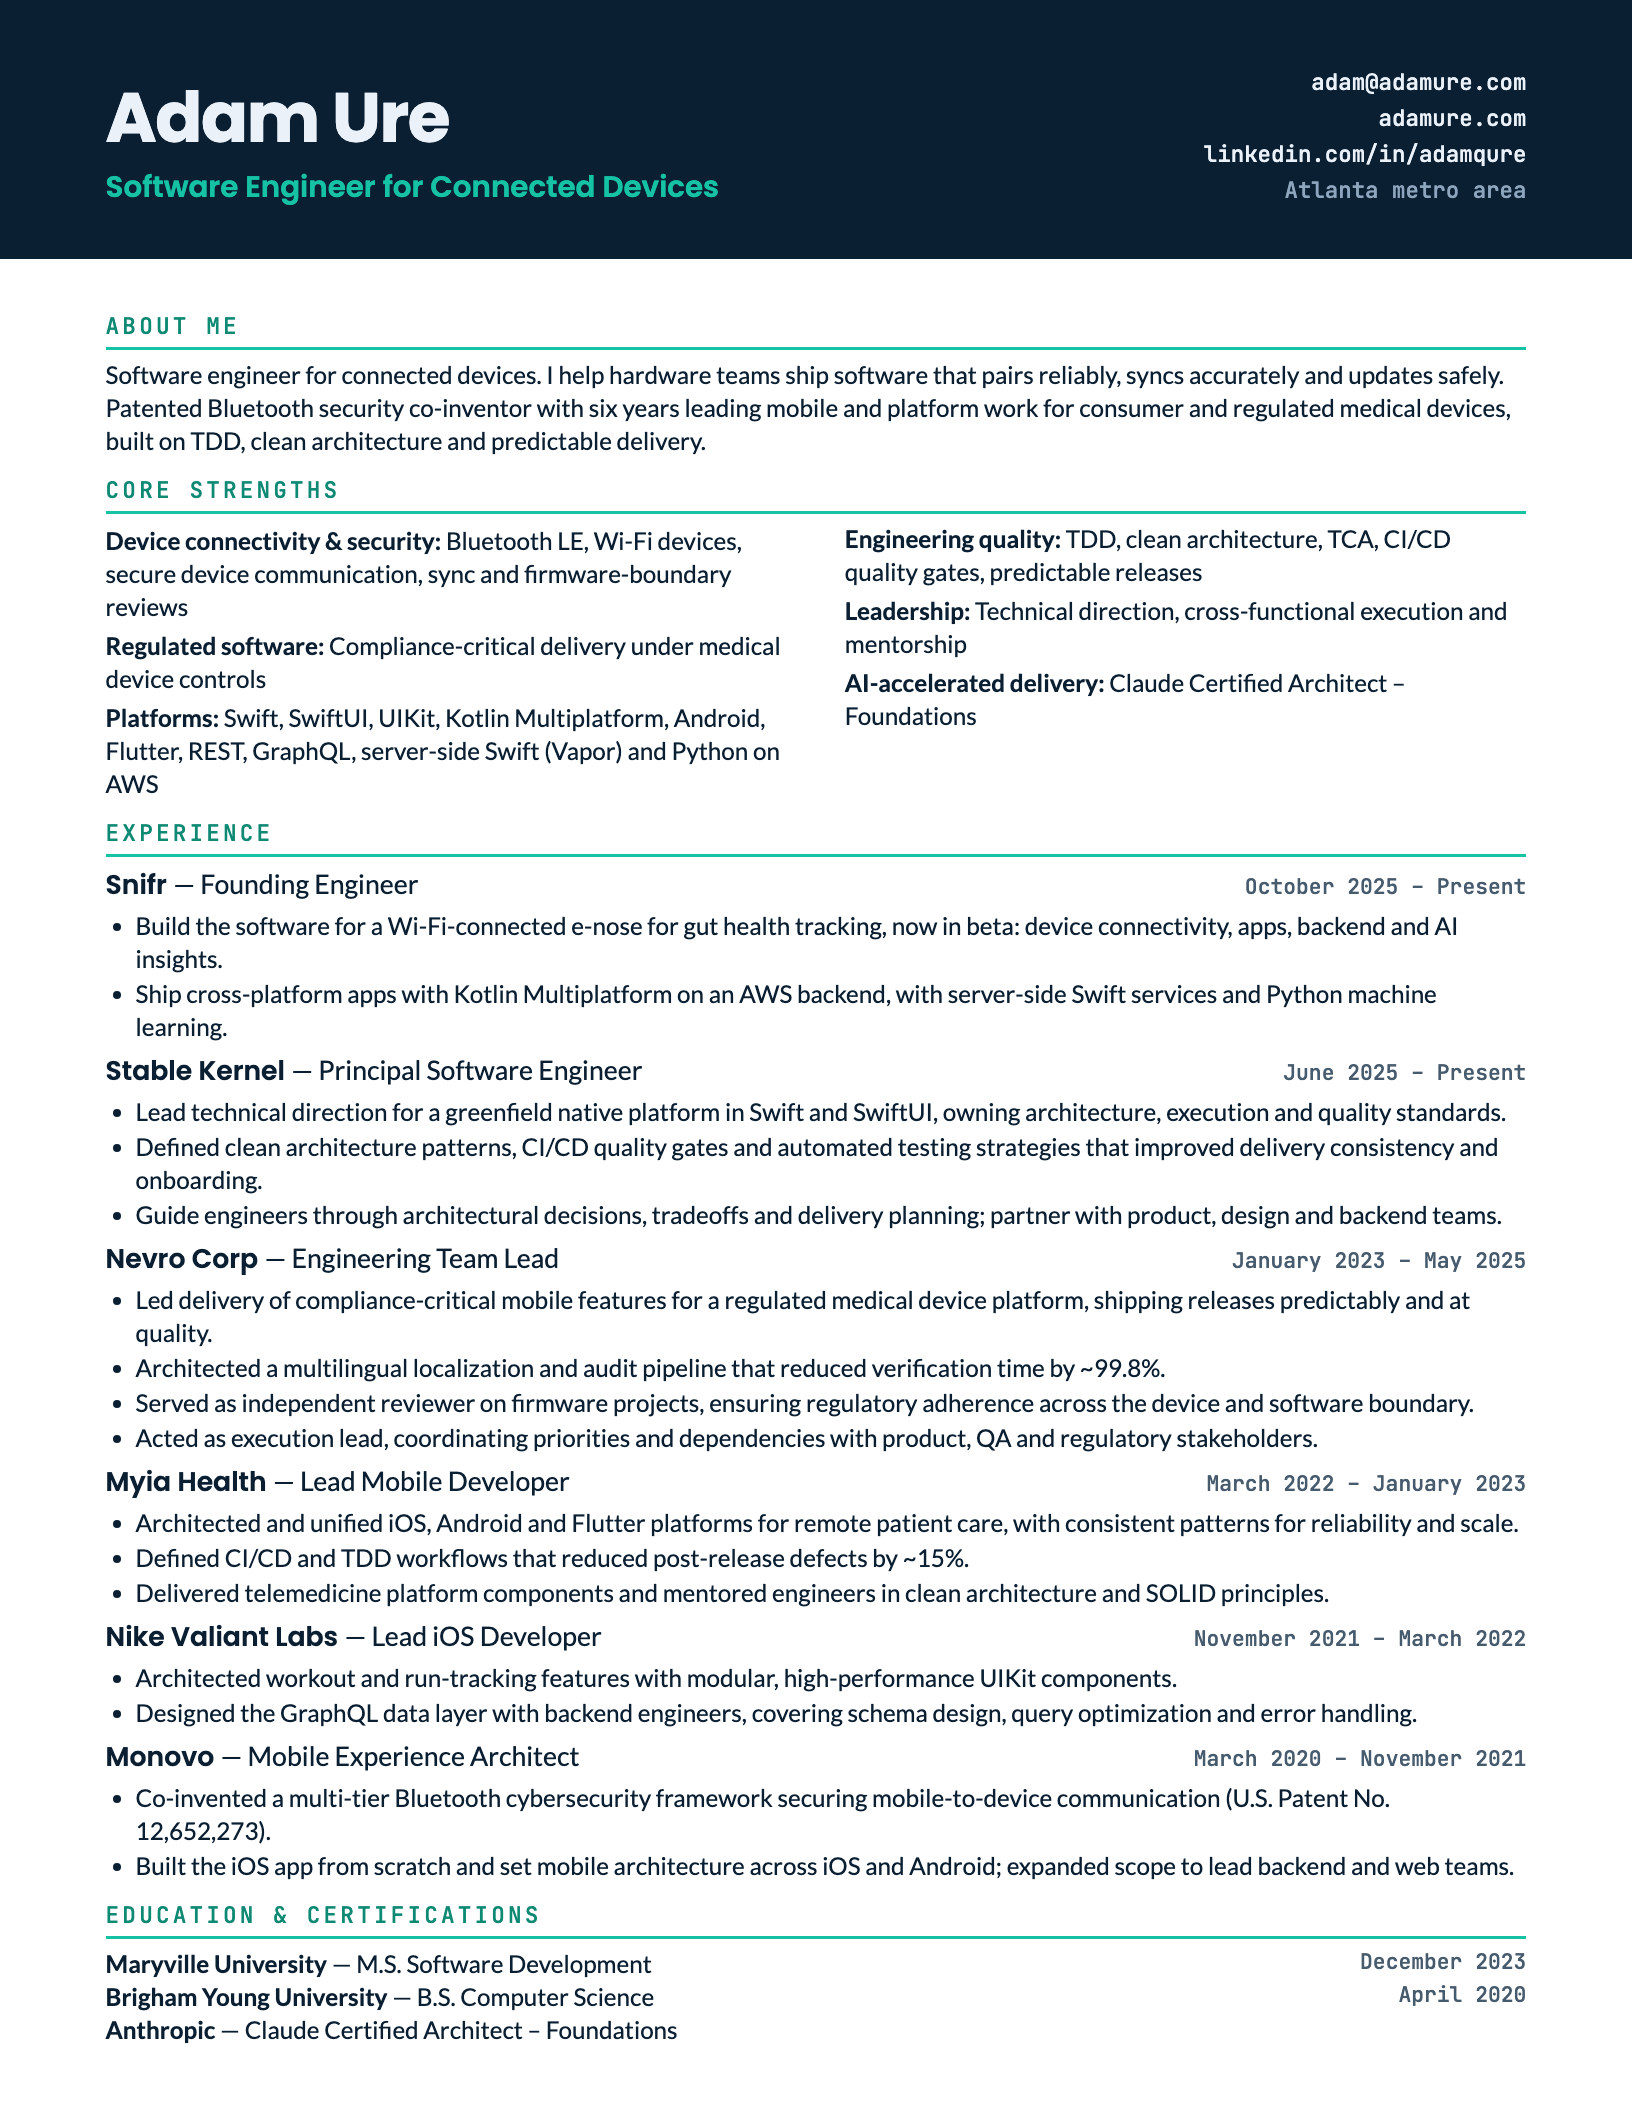 Adam Ure
Software Engineer for Connected Devices
adam@adamure.com
adamure.com
linkedin.com/in/adamqure
Atlanta metro area
ABOUT ME
Software engineer for connected devices. I help hardware teams ship software that pairs reliably, syncs accurately and updates safely.
Patented Bluetooth security co-inventor with six years leading mobile and platform work for consumer and regulated medical devices,
built on TDD, clean architecture and predictable delivery.
CORE STRENGTHS
Device connectivity & security: Bluetooth LE, Wi-Fi devices,
secure device communication, sync and firmware-boundary
reviews
Regulated software: Compliance-critical delivery under medical
device controls
Platforms: Swift, SwiftUI, UIKit, Kotlin Multiplatform, Android,
Flutter, REST, GraphQL, server-side Swift (Vapor) and Python on
AWS
Engineering quality: TDD, clean architecture, TCA, CI/CD
quality gates, predictable releases
Leadership: Technical direction, cross-functional execution and
mentorship
AI-accelerated delivery: Claude Certified Architect –
Foundations
EXPERIENCE
Snifr — Founding Engineer October 2025 – Present
• Build the software for a Wi-Fi-connected e-nose for gut health tracking, now in beta: device connectivity, apps, backend and AI
insights.
• Ship cross-platform apps with Kotlin Multiplatform on an AWS backend, with server-side Swift services and Python machine
learning.
Stable Kernel — Principal Software Engineer June 2025 – Present
• Lead technical direction for a greenfield native platform in Swift and SwiftUI, owning architecture, execution and quality standards.
• Defined clean architecture patterns, CI/CD quality gates and automated testing strategies that improved delivery consistency and
onboarding.
• Guide engineers through architectural decisions, tradeoffs and delivery planning; partner with product, design and backend teams.
Nevro Corp — Engineering Team Lead January 2023 – May 2025
• Led delivery of compliance-critical mobile features for a regulated medical device platform, shipping releases predictably and at
quality.
• Architected a multilingual localization and audit pipeline that reduced verification time by ~99.8%.
• Served as independent reviewer on firmware projects, ensuring regulatory adherence across the device and software boundary.
• Acted as execution lead, coordinating priorities and dependencies with product, QA and regulatory stakeholders.
Myia Health — Lead Mobile Developer March 2022 – January 2023
• Architected and unified iOS, Android and Flutter platforms for remote patient care, with consistent patterns for reliability and scale.
• Defined CI/CD and TDD workflows that reduced post-release defects by ~15%.
• Delivered telemedicine platform components and mentored engineers in clean architecture and SOLID principles.
Nike Valiant Labs — Lead iOS Developer November 2021 – March 2022
• Architected workout and run-tracking features with modular, high-performance UIKit components.
• Designed the GraphQL data layer with backend engineers, covering schema design, query optimization and error handling.
Monovo — Mobile Experience Architect March 2020 – November 2021
• Co-invented a multi-tier Bluetooth cybersecurity framework securing mobile-to-device communication (U.S. Patent No.
12,652,273).
• Built the iOS app from scratch and set mobile architecture across iOS and Android; expanded scope to lead backend and web teams.
EDUCATION & CERTIFICATIONS
Maryville University — M.S. Software Development December 2023
Brigham Young University — B.S. Computer Science April 2020
Anthropic — Claude Certified Architect – Foundations